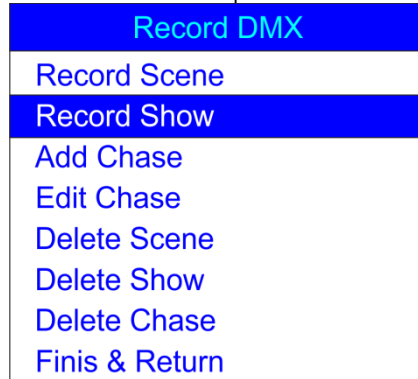 Record DMX
Record Scene
Record Show
Add Chase
Edit Chase
Delete Scene
Delete Show
Delete Chase
Finis & Return